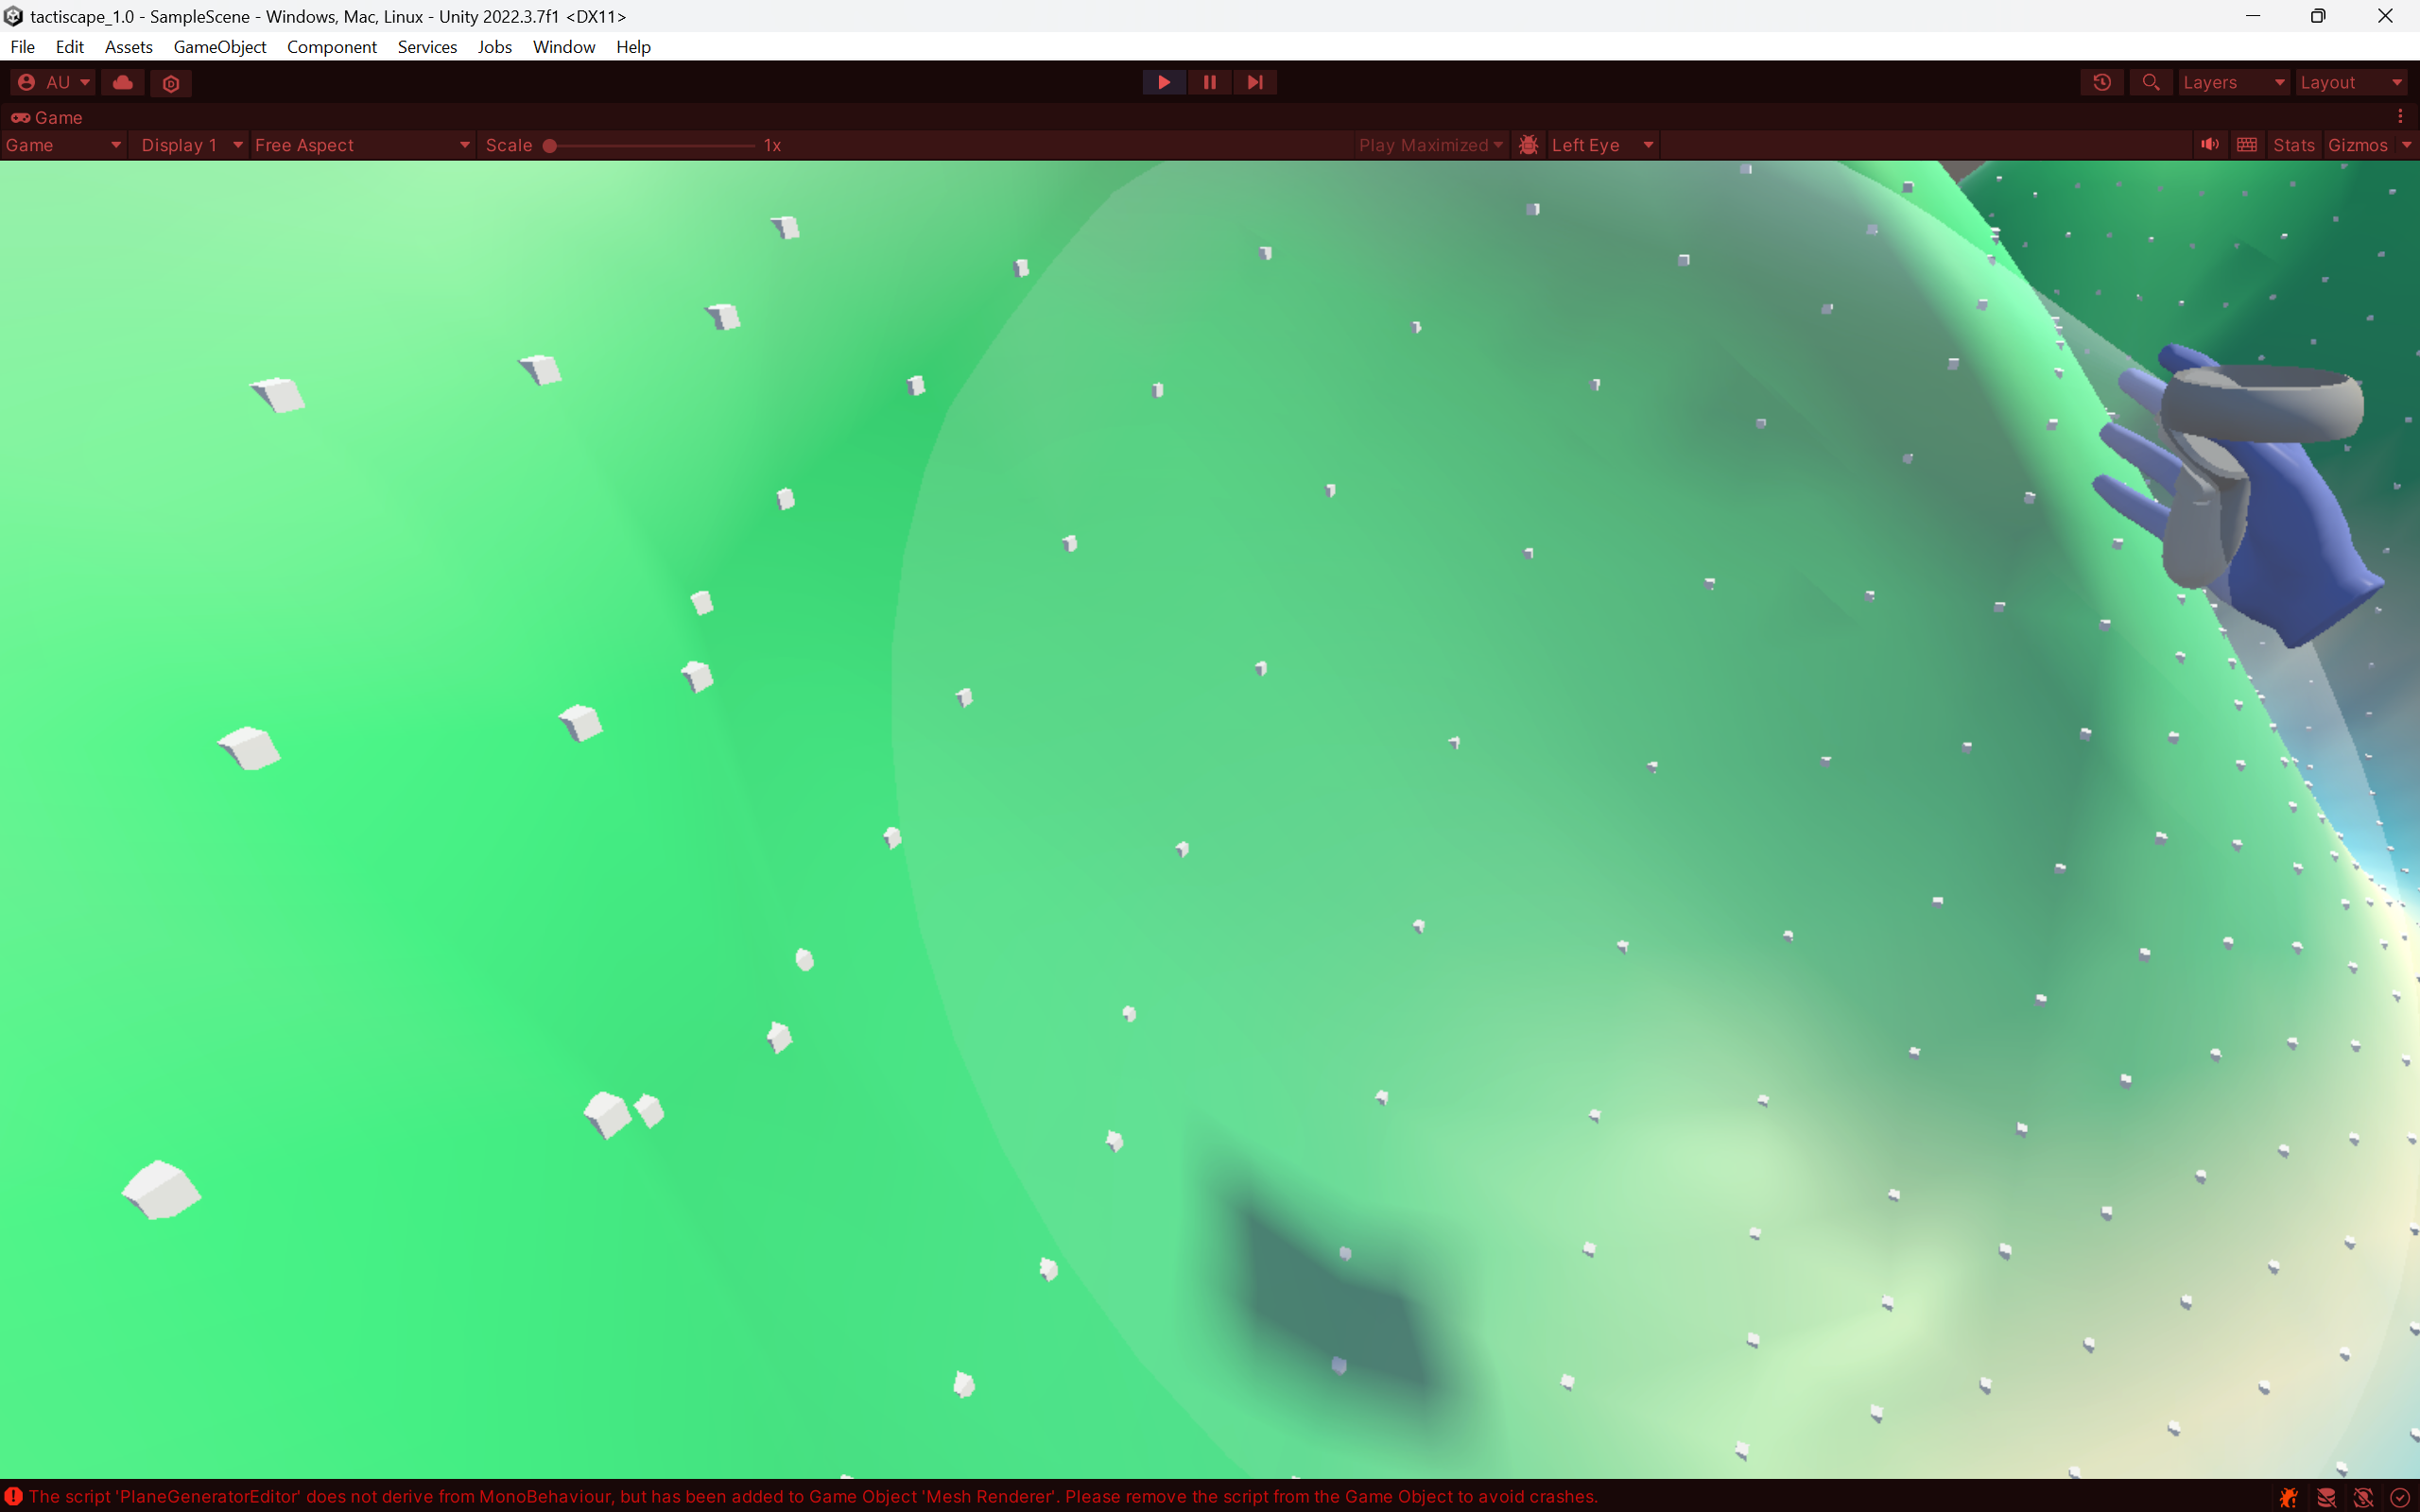 tactiscape_1.0 - SampleScene - Windows, Mac, Linux - Unity 2022.3.7f1 <DX11>
File Edit Assets GameObject Component Services Jobs Window Help
AU Layers Layout
Game
Game Display 1 Free Aspect Scale 1x Play Maximized Left Eye Stats Gizmos
The script 'PlaneGeneratorEditor' does not derive from MonoBehaviour, but has been added to Game Object 'Mesh Renderer'. Please remove the script from the Game Object to avoid crashes.